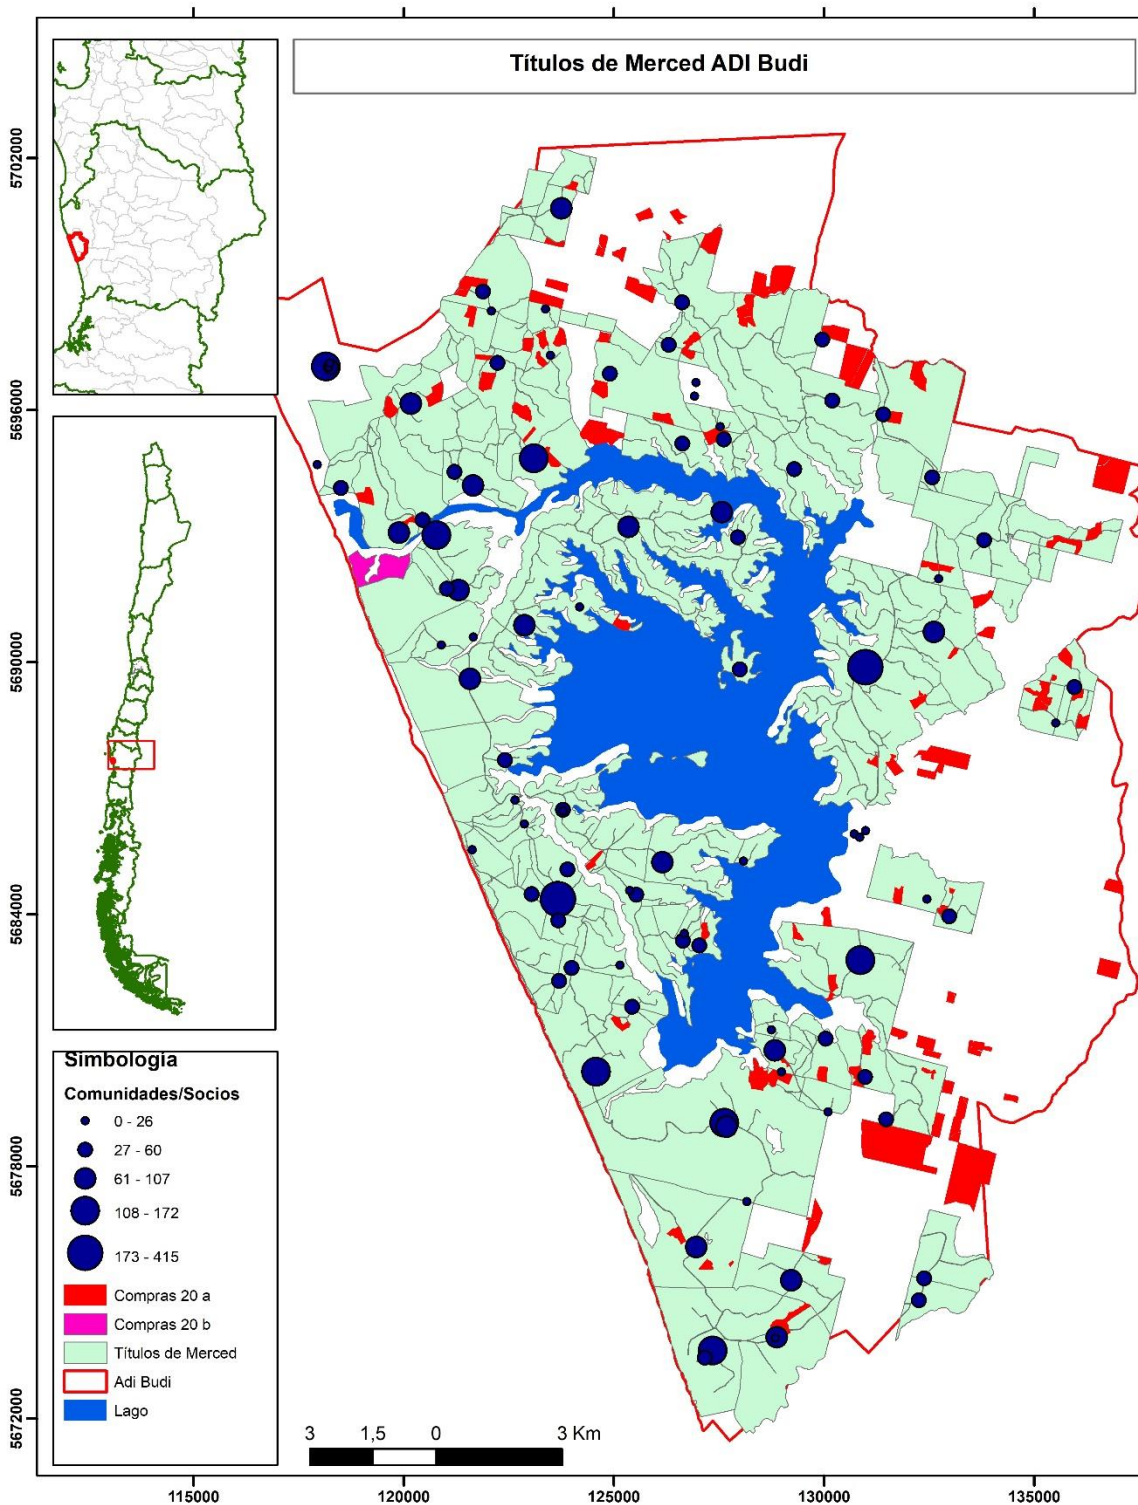 Títulos de Merced ADI Budi
5702000
5696000
5690000
5684000
5678000
5672000
Simbología
Comunidades/Socios
0 - 26
27 - 60
61 - 107
108 - 172
173 - 415
Compras 20 a
Compras 20 b
Títulos de Merced
Adi Budi
Lago
3 1,5 0 3 Km
115000 120000 125000 130000 135000